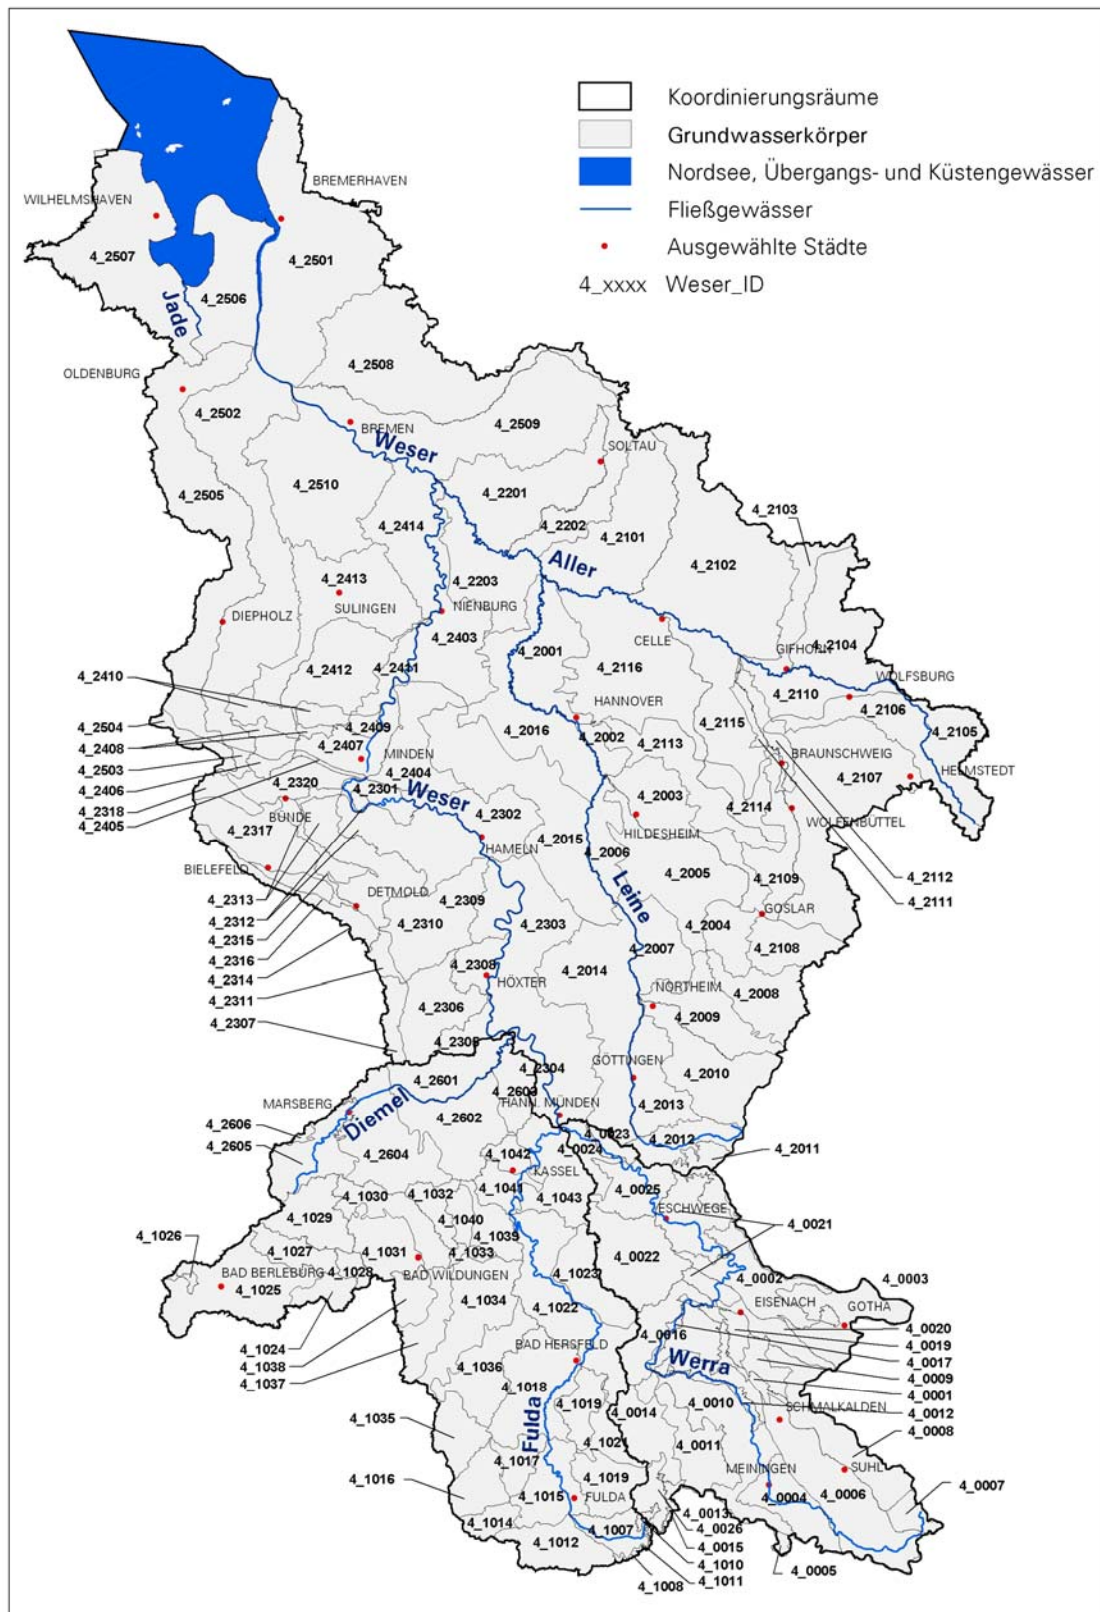 Koordinierungsräume
Grundwasserkörper
Nordsee, Übergangs- und Küstengewässer
Fließgewässer
Ausgewählte Städte
4_xxxx Weser_ID
BREMERHAVEN
WILHELMSHAVEN
4_2507
4_2501
4_2506
Jade
4_2508
OLDENBURG
4_2502
BREMEN
4_2509
Weser
SOLTAU
4_2505
4_2510
4_2201
4_2103
4_2414
4_2202
4_2101
4_2102
Aller
4_2413
4_2203
SULINGEN
NIENBURG
DIEPHOLZ
4_2403
CELLE
4_2001
4_2104
GIFHORN
4_2412
4_2411
4_2116
WOLFSBURG
4_2410
4_2110
HANNOVER
4_2106
4_2504
4_2409
4_2115
4_2016
4_2002
4_2105
4_2408
4_2407
4_2113
MINDEN
BRAUNSCHWEIG
4_2503
4_2404
HELMSTEDT
4_2406
4_2320
4_2301
4_2107
Weser
4_2003
4_2318
4_2114
4_2302
BÜNDE
WOLFENBÜTTEL
4_2405
4_2317
HILDESHEIM
4_2015
HAMELN
4_2006
BIELEFELD
4_2005
4_2109
4_2112
Leine
DETMOLD
4_2111
4_2313
4_2309
GOSLAR
4_2312
4_2310
4_2303
4_2004
4_2315
4_2007
4_2108
4_2316
4_2308
4_2014
4_2314
HÖXTER
NORTHEIM
4_2008
4_2311
4_2306
4_2009
4_2307
4_2305
GÖTTINGEN
4_2304
4_2010
4_2601
4_2603
4_2013
MARSBERG
HANN. MÜNDEN
Diemel
4_2602
4_2606
4_0023
4_2012
4_2605
4_0024
4_2011
4_2604
4_1042
KASSEL
4_1041
4_0025
4_1030
4_1032
4_1043
ESCHWEGE
4_1029
4_1040
4_0021
4_1026
4_1039
4_1027
4_1031
4_1033
4_0022
BAD BERLEBURG
4_1028
BAD WILDUNGEN
4_1023
4_0002
4_0003
4_1025
4_1034
EISENACH
GOTHA
4_1022
4_0020
4_0016
4_0019
BAD HERSFELD
4_1024
Werra
4_0017
4_1038
4_1036
4_0009
4_1037
4_1018
4_0001
4_1019
4_0010
4_0012
SCHMALKALDEN
4_0014
4_1035
Fulda
4_0008
4_1021
4_0011
4_1017
SUHL
MEININGEN
4_1016
4_1019
4_0007
4_1015
FULDA
4_0004
4_0006
4_0013
4_1014
4_1007
4_0026
4_1012
4_0015
4_1010
4_0005
4_1011
4_1008